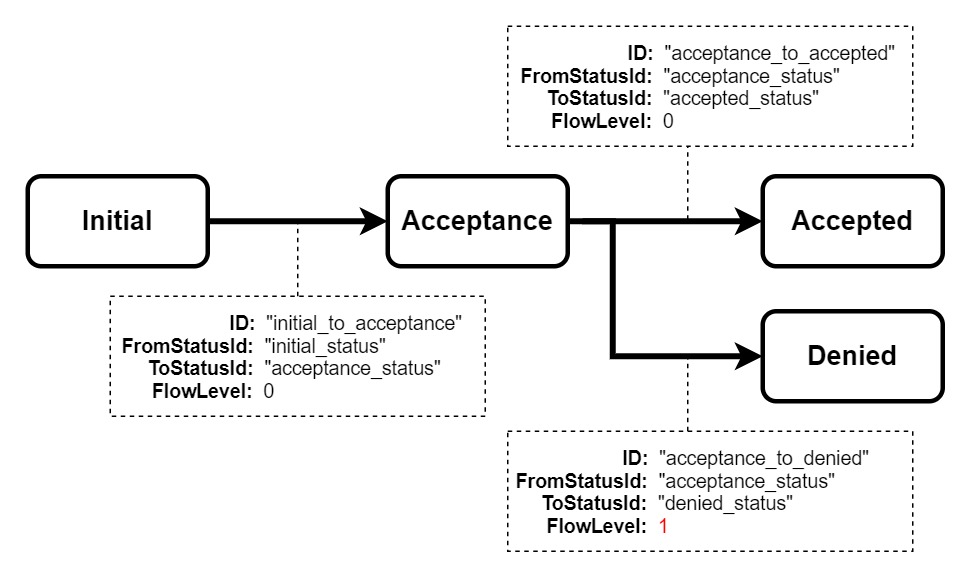 ID: "acceptance_to_accepted"
FromStatusId: "acceptance_status"
ToStatusId: "accepted_status"
FlowLevel: 0
Initial
Acceptance
Accepted
ID: "initial_to_acceptance"
FromStatusId: "initial_status"
ToStatusId: "acceptance_status"
FlowLevel: 0
Denied
ID: "acceptance_to_denied"
FromStatusId: "acceptance_status"
ToStatusId: "denied_status"
FlowLevel: 1